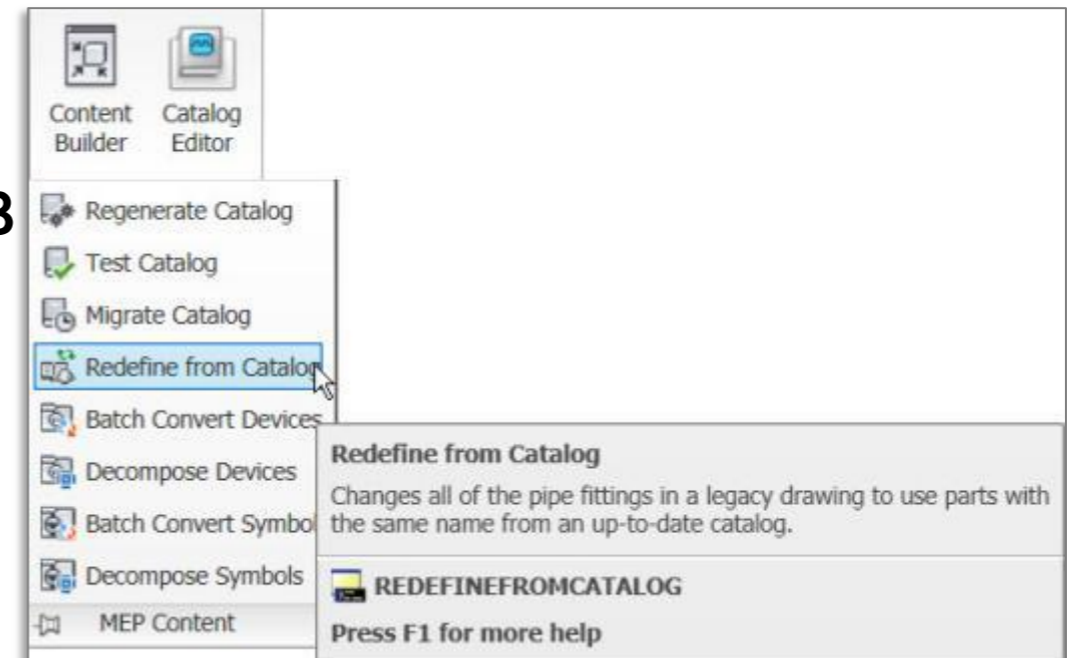 Content Catalog
Builder Editor
3
Regenerate Catalog
Test Catalog
Migrate Catalog
Redefine from Catalog
Batch Convert Devices
Decompose Devices
Batch Convert Symbol
Decompose Symbols
MEP Content
Redefine from Catalog
Changes all of the pipe fittings in a legacy drawing to use parts with
the same name from an up-to-date catalog.
REDEFINEFROMCATALOG
Press F1 for more help